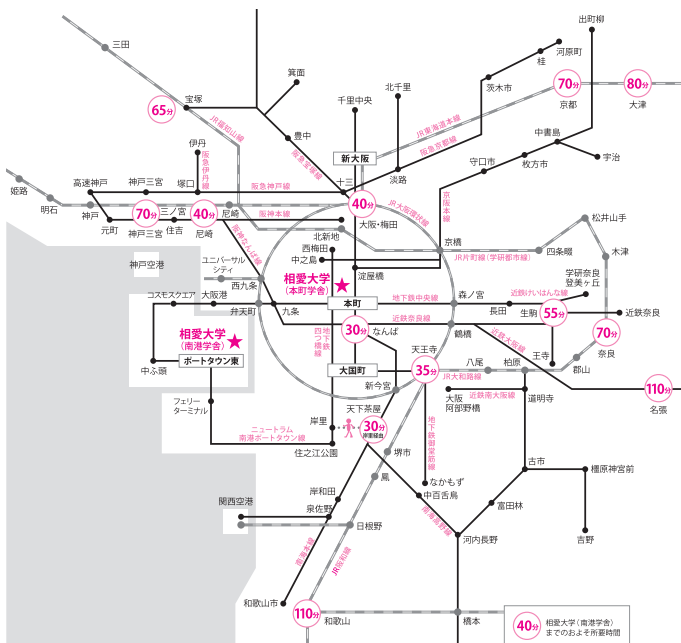 出町柳
河原町
桂
三田
箕面
北千里
千里中央
茨木市
70分
京都
80分
大津
65分
宝塚
JR福知山線
豊中
JR東海道本線
阪急京都線
中書島
宇治
伊丹
阪急伊丹線
阪急宝塚線
新大阪
淡路
守口市
枚方市
姫路
明石
高速神戸
神戸三宮
塚口
阪急神戸線
十三
京阪本線
神戸
元町
70分
三ノ宮
神戸三宮
住吉
40分
尼崎
尼崎
阪神本線
40分
大阪・梅田
JR大阪環状線
松井山手
北新地
西梅田
中之島
京橋
JR片町線(学研都市線)
四条畷
木津
神戸空港
ユニバーサル
シティ
阪神なんば線
西九条
淀屋橋
相愛大学
(本町学舎)
学研奈良
登美ヶ丘
コスモスクエア
大阪港
弁天町
九条
本町
地下鉄中央線
森ノ宮
長田
近鉄けいはんな線
生駒
55分
近鉄奈良
相愛大学
(南港学舎)
ポートタウン東
中ふ頭
地下鉄
四つ橋線
30分
なんば
近鉄奈良線
鶴橋
近鉄大阪線
70分
奈良
王寺
郡山
大国町
新今宮
天王寺
35分
八尾
柏原
JR大和路線
110分
名張
フェリー
ターミナル
天下茶屋
岸里
30分
岸里経由
大阪
阿部野橋
近鉄南大阪線
道明寺
ニュートラム
南港ポートタウン線
住之江公園
地下鉄御堂筋線
堺市
鳳
なかもず
中百舌鳥
古市
橿原神宮前
岸和田
泉佐野
関西空港
日根野
富田林
河内長野
吉野
南海高野線
南海本線
JR阪和線
和歌山市
110分
和歌山
橋本
40分
相愛大学(南港学舎)
までのおよそ所要時間